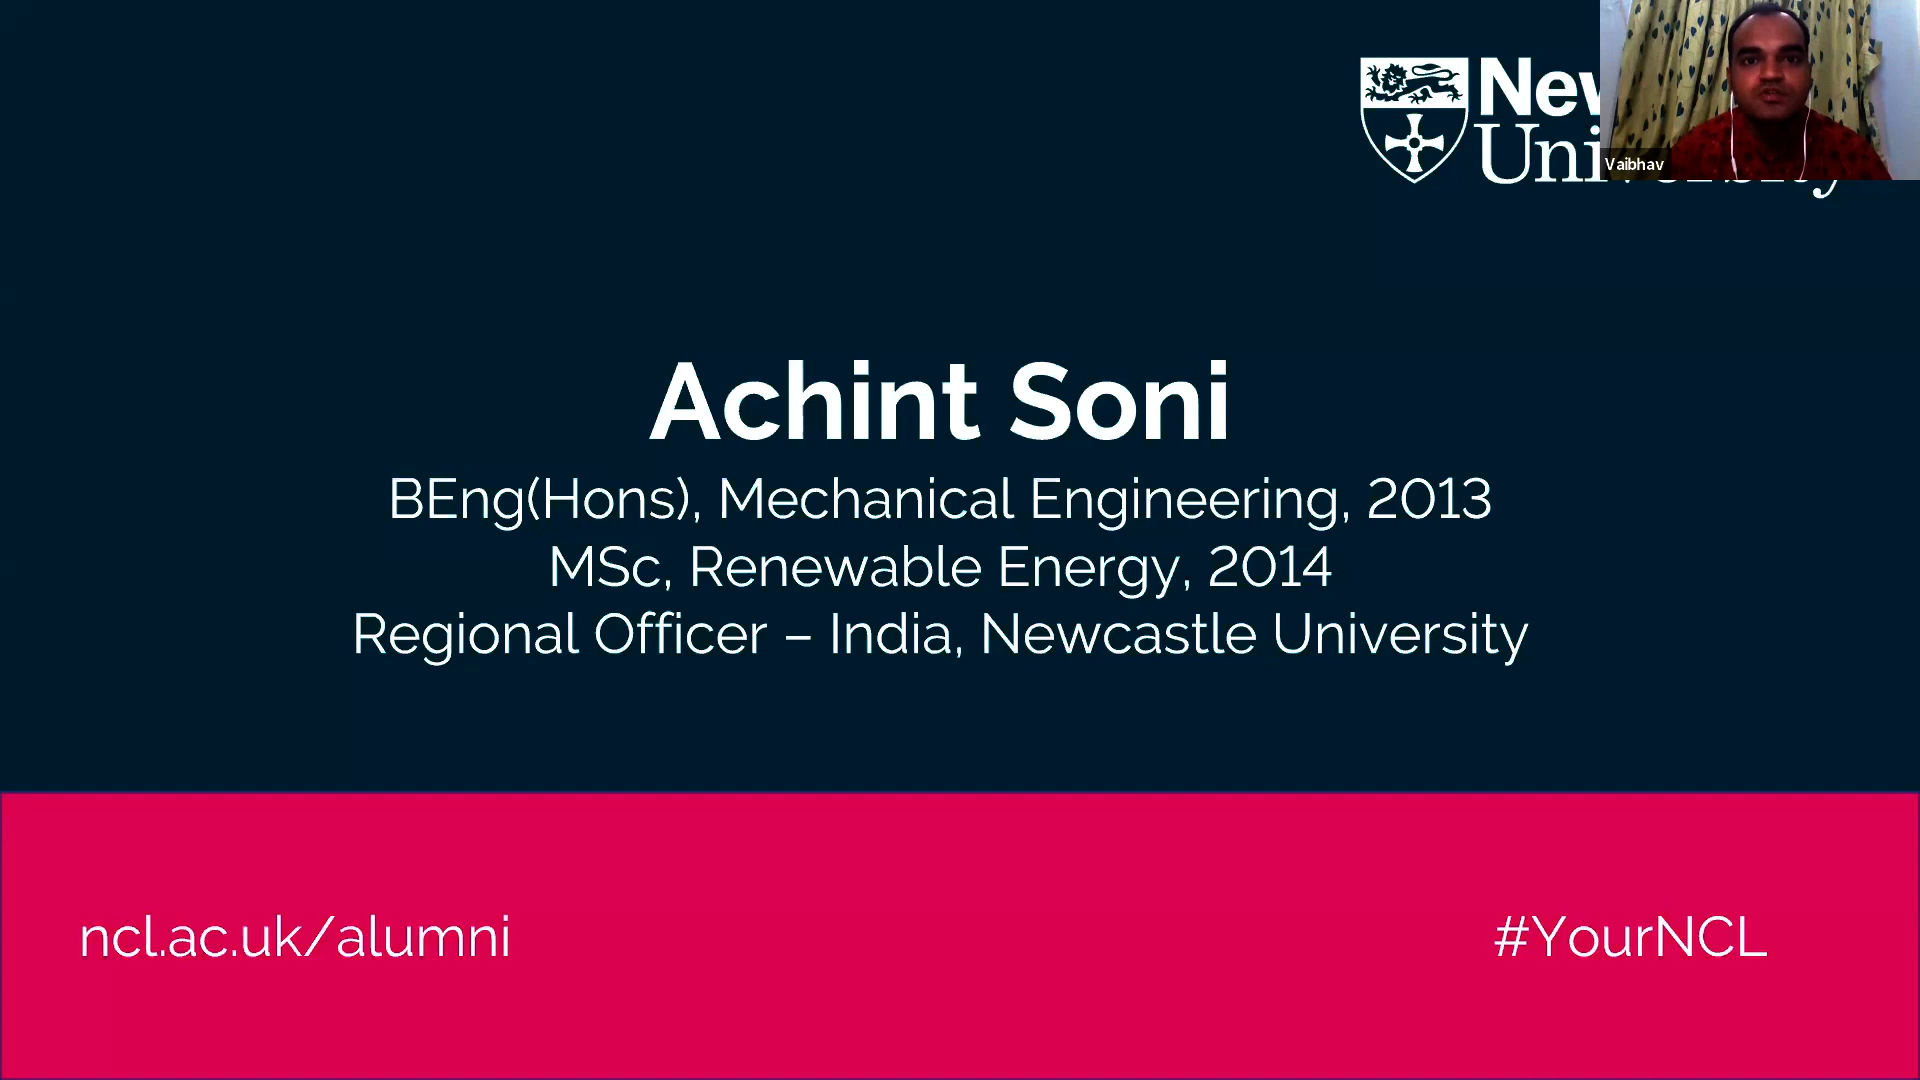 Vaibhav
Achint Soni
BEng(Hons), Mechanical Engineering, 2013
MSc, Renewable Energy, 2014
Regional Officer – India, Newcastle University
ncl.ac.uk/alumni
#YourNCL